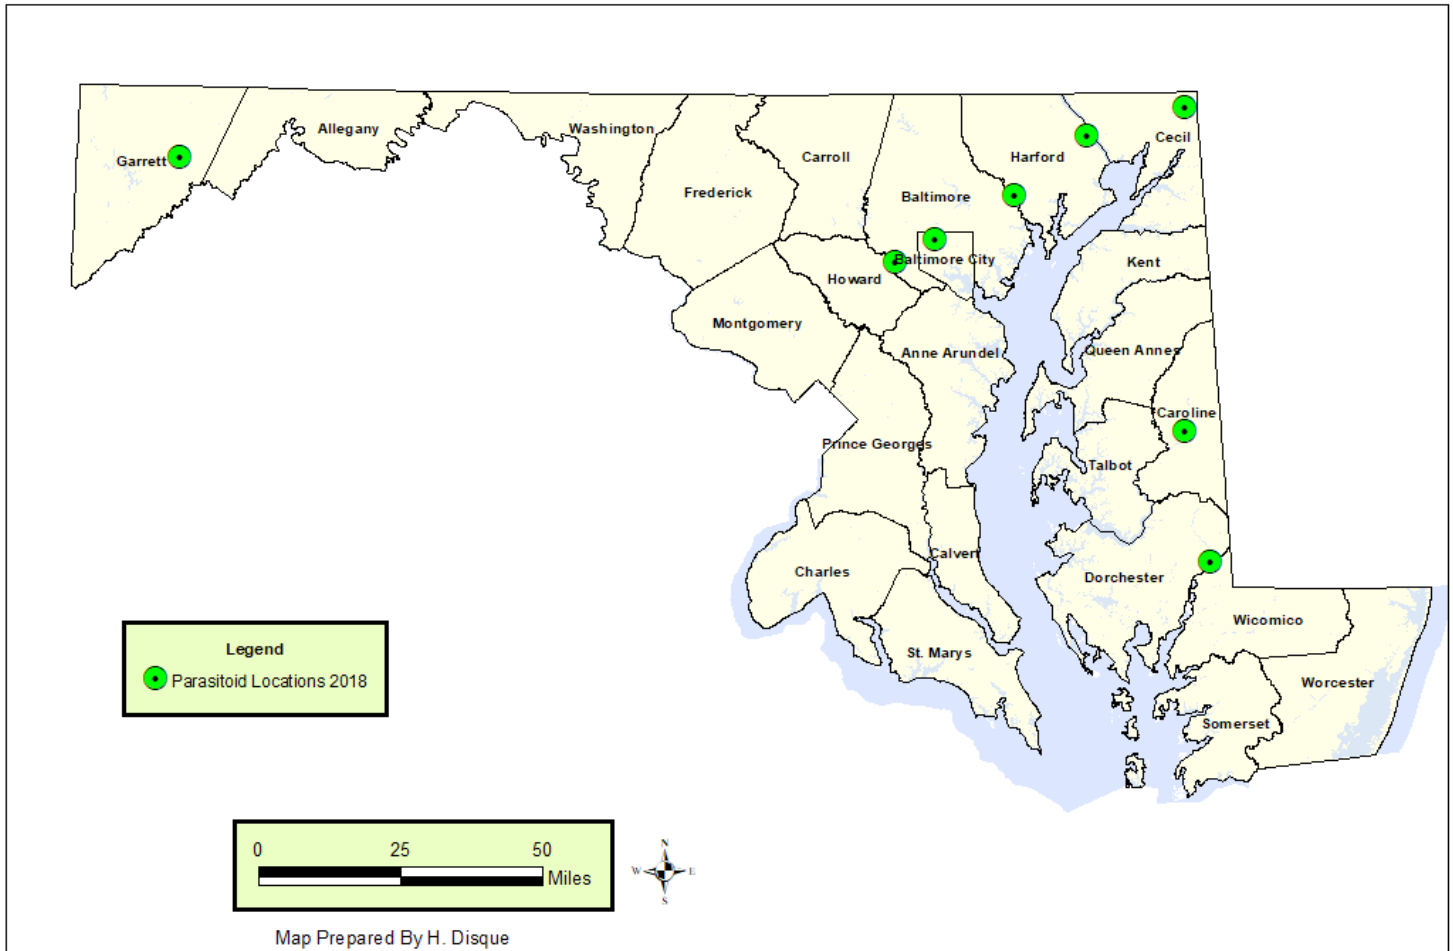 Garrett
Allegany
Washington
Frederick
Carroll
Baltimore
Harford
Cecil
Baltimore City
Howard
Kent
Montgomery
Anne Arundel
Queen Annes
Caroline
Prince Georges
Talbot
Charles
Calvert
Dorchester
Wicomico
St. Marys
Worcester
Somerset
Legend
Parasitoid Locations 2018
0 25 50
Miles
N
W E
S
Map Prepared By H. Disque